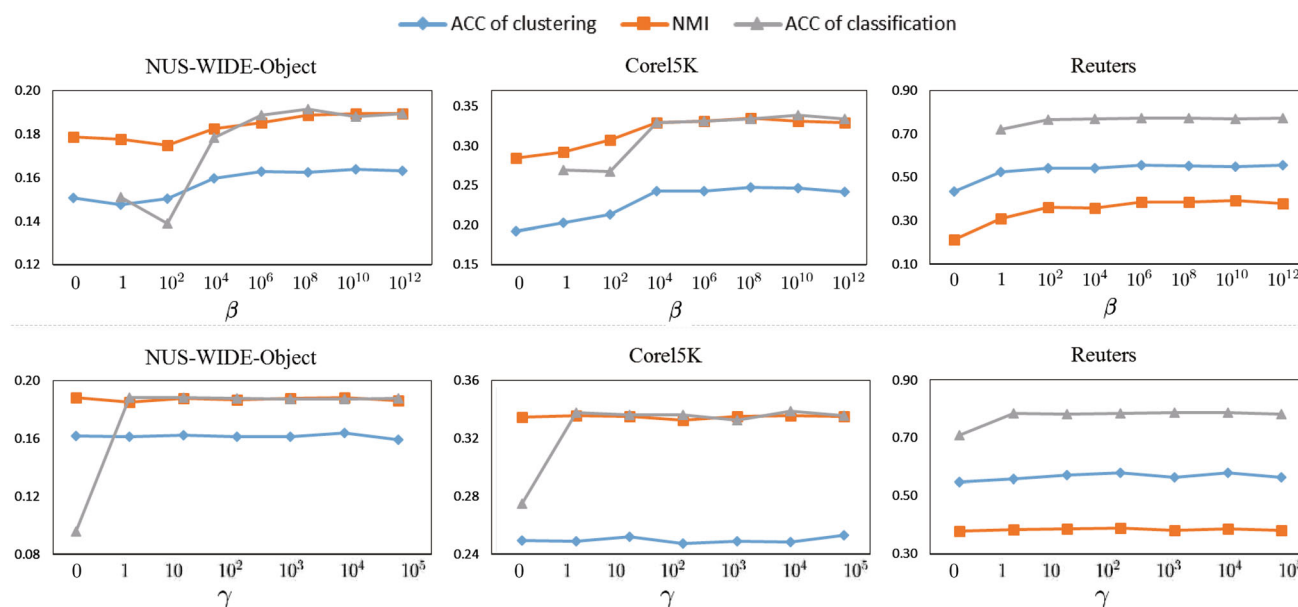 ACC of clustering NMI ACC of classification
NUS-WIDE-Object Corel5K Reuters
0.20 0.18 0.16 0.14 0.12
0 1 10² 10⁴ 10⁶ 10⁸ 10¹⁰ 10¹²
β
0.35 0.30 0.25 0.20 0.15
0 1 10² 10⁴ 10⁶ 10⁸ 10¹⁰ 10¹²
β
0.90 0.70 0.50 0.30 0.10
0 1 10² 10⁴ 10⁶ 10⁸ 10¹⁰ 10¹²
β
NUS-WIDE-Object Corel5K Reuters
0.20 0.16 0.12 0.08
0 1 10 10² 10³ 10⁴ 10⁵
γ
0.36 0.32 0.28 0.24
0 1 10 10² 10³ 10⁴ 10⁵
γ
0.90 0.70 0.50 0.30
0 1 10 10² 10³ 10⁴ 10⁵
γ